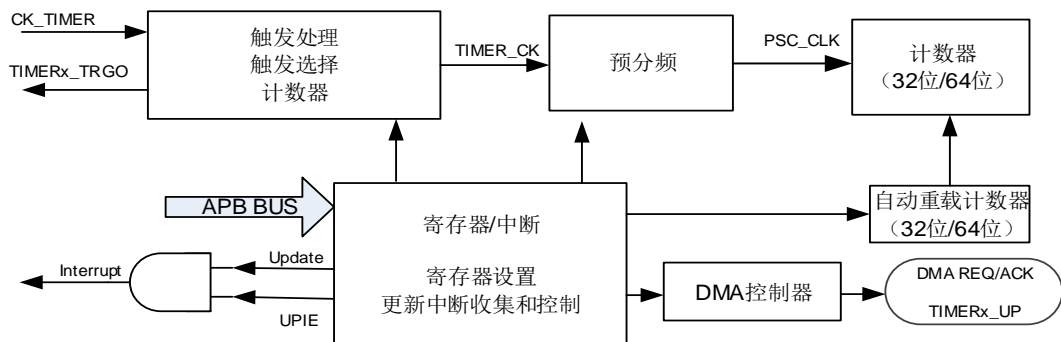 CK_TIMER
TIMERx_TRGO
触发处理
触发选择
计数器
TIMER_CK
预分频
PSC_CLK
计数器
（32位/64位）
APB BUS
寄存器/中断
寄存器设置
更新中断收集和控制
自动重载计数器
（32位/64位）
Interrupt
Update
UPIE
DMA控制器
DMA REQ/ACK
TIMERx_UP